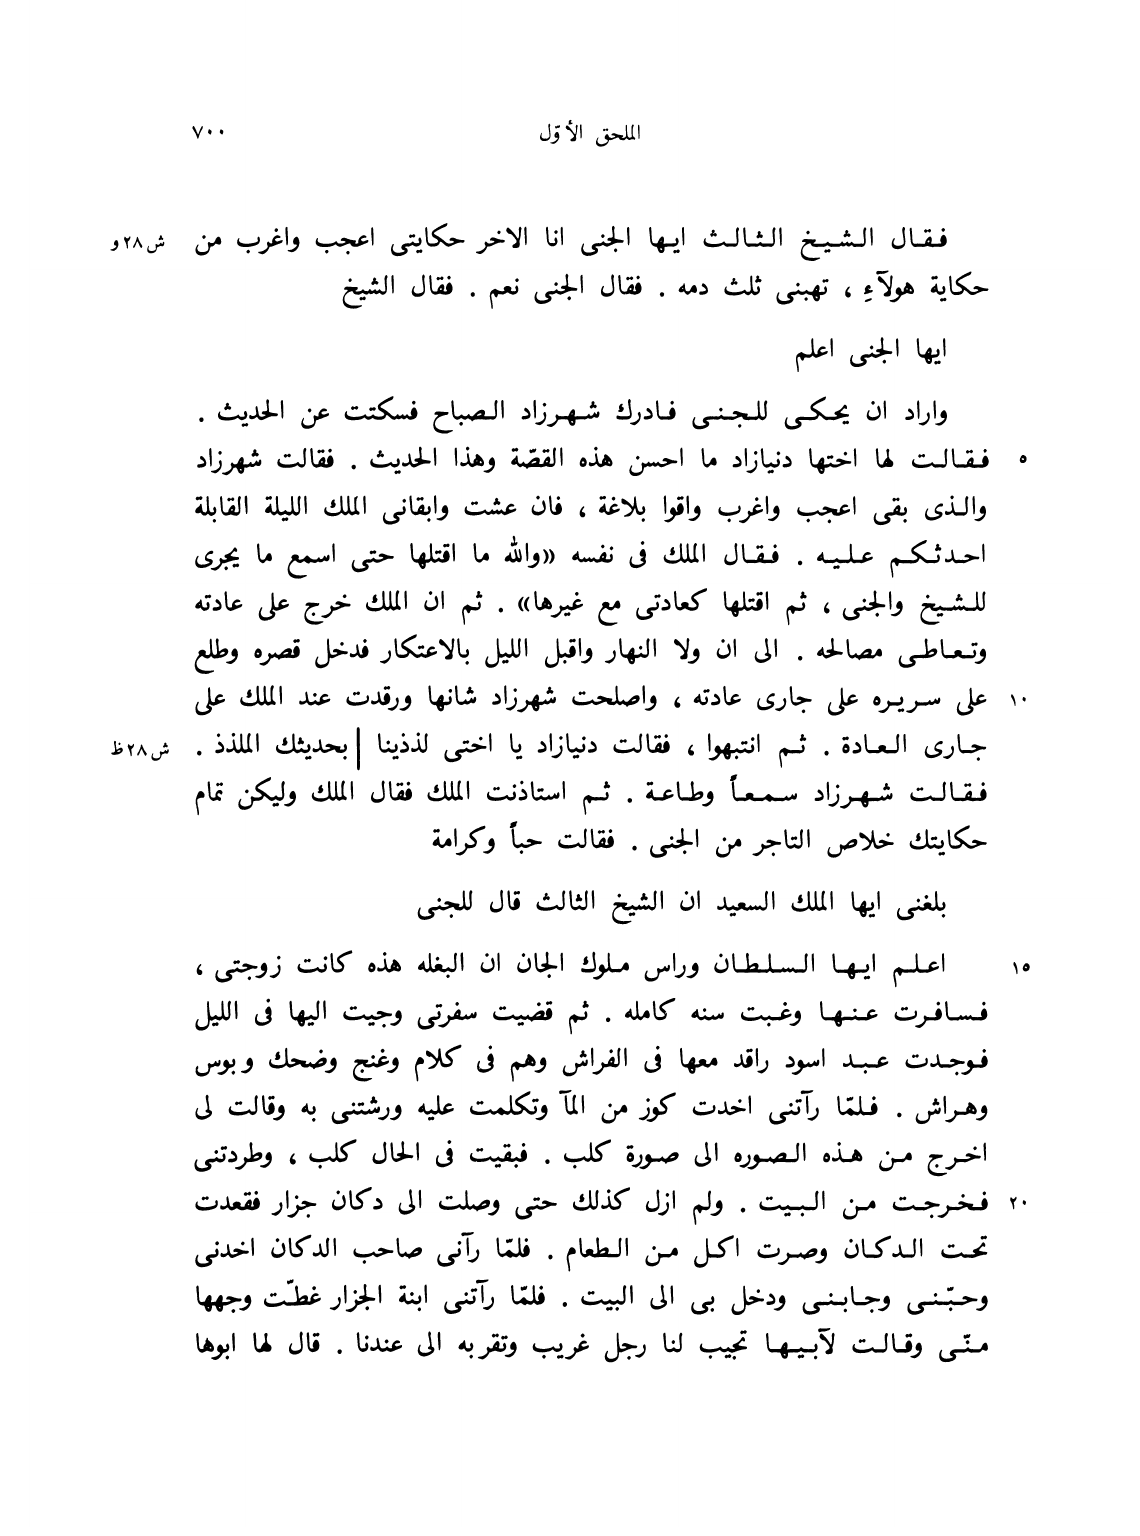 الملحق الأوّل ٧٠٠
فقال الشيخ الثالث ايها الجنى انا الاخر حكايتى اعجب واغرب من ش٢٨و
حكاية هولآءِ ، تهبنى ثلث دمه . فقال الجنى نعم . فقال الشيخ
ايها الجنى اعلم
واراد ان يحكى للجنى فادرك شهرزاد الصباح فسكتت عن الحديث .
٥ فقالت لها اختها دنيازاد ما احسن هذه القصّة وهذا الحديث . فقالت شهرزاد
والذى بقى اعجب واغرب واقوا بلاغة ، فان عشت وابقانى الملك الليلة القابلة
احدثكم عليه . فقال الملك فى نفسه «والله ما اقتلها حتى اسمع ما يجرى
للشيخ والجنى ، ثم اقتلها كعادتى مع غيرها» . ثم ان الملك خرج على عادته
وتعاطى مصالحه . الى ان ولا النهار واقبل الليل بالاعتكار فدخل قصره وطلع
١٠ على سريره على جارى عادته ، واصلحت شهرزاد شانها ورقدت عند الملك على
جارى العادة . ثم انتبهوا ، فقالت دنيازاد يا اختى لذذينا | بحديثك الملذذ . ش٢٨ظ
فقالت شهرزاد سمعاً وطاعة . ثم استاذنت الملك فقال الملك وليكن تمام
حكايتك خلاص التاجر من الجنى . فقالت حباً وكرامة
بلغنى ايها الملك السعيد ان الشيخ الثالث قال للجنى
١٥ اعلم ايها السلطان وراس ملوك الجان ان البغله هذه كانت زوجتى ،
فسافرت عنها وغبت سنه كامله . ثم قضيت سفرتى وجيت اليها فى الليل
فوجدت عبد اسود راقد معها فى الفراش وهم فى كلام وغنج وضحك وبوس
وهراش . فلمّا رآتنى اخدت كوز من المآ وتكلمت عليه ورشتنى به وقالت لى
اخرج من هذه الصوره الى صورة كلب . فبقيت فى الحال كلب ، وطردتنى
٢٠ فخرجت من البيت . ولم ازل كذلك حتى وصلت الى دكان جزار فقعدت
تحت الدكان وصرت اكل من الطعام . فلمّا رآنى صاحب الدكان اخدنى
وحبّنى وجابنى ودخل بى الى البيت . فلمّا رآتنى ابنة الجزار غطّت وجهها
منّى وقالت لآبيها تجيب لنا رجل غريب وتقربه الى عندنا . قال لها ابوها